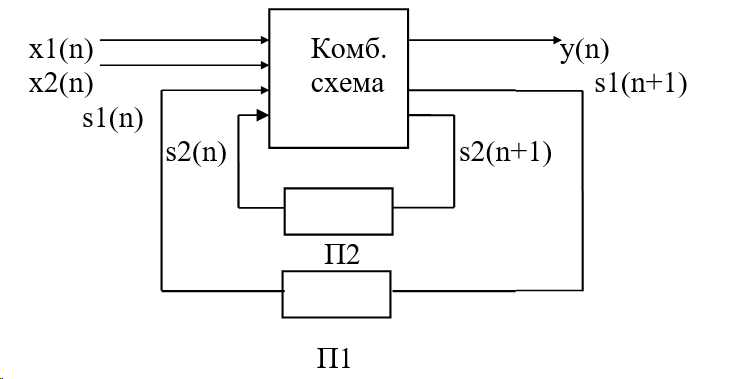 x1(n)
x2(n)
s1(n)
s2(n)
Комб.
схема
y(n)
s1(n+1)
s2(n+1)
П2
П1